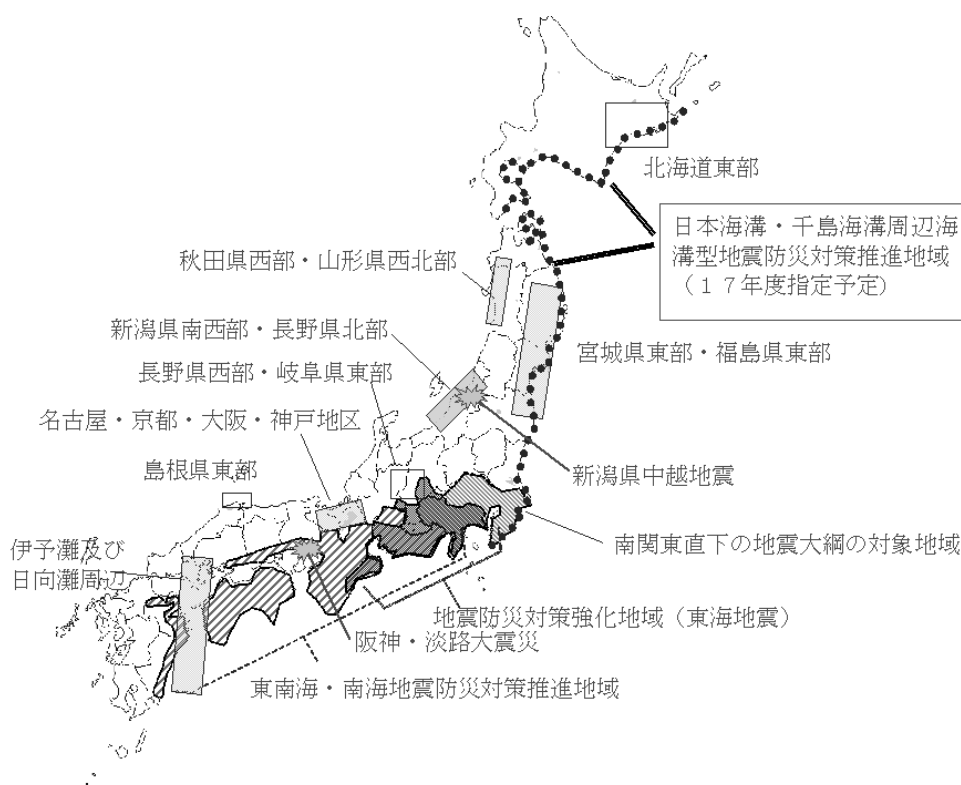 北海道東部
日本海溝・千島海溝周辺海
溝型地震防災対策推進地域
（１７年度指定予定）
秋田県西部・山形県西北部
新潟県南西部・長野県北部
宮城県東部・福島県東部
長野県西部・岐阜県東部
名古屋・京都・大阪・神戸地区
島根県東部
新潟県中越地震
伊予灘及び
日向灘周辺
南関東直下の地震大綱の対象地域
地震防災対策強化地域（東海地震）
阪神・淡路大震災
東南海・南海地震防災対策推進地域